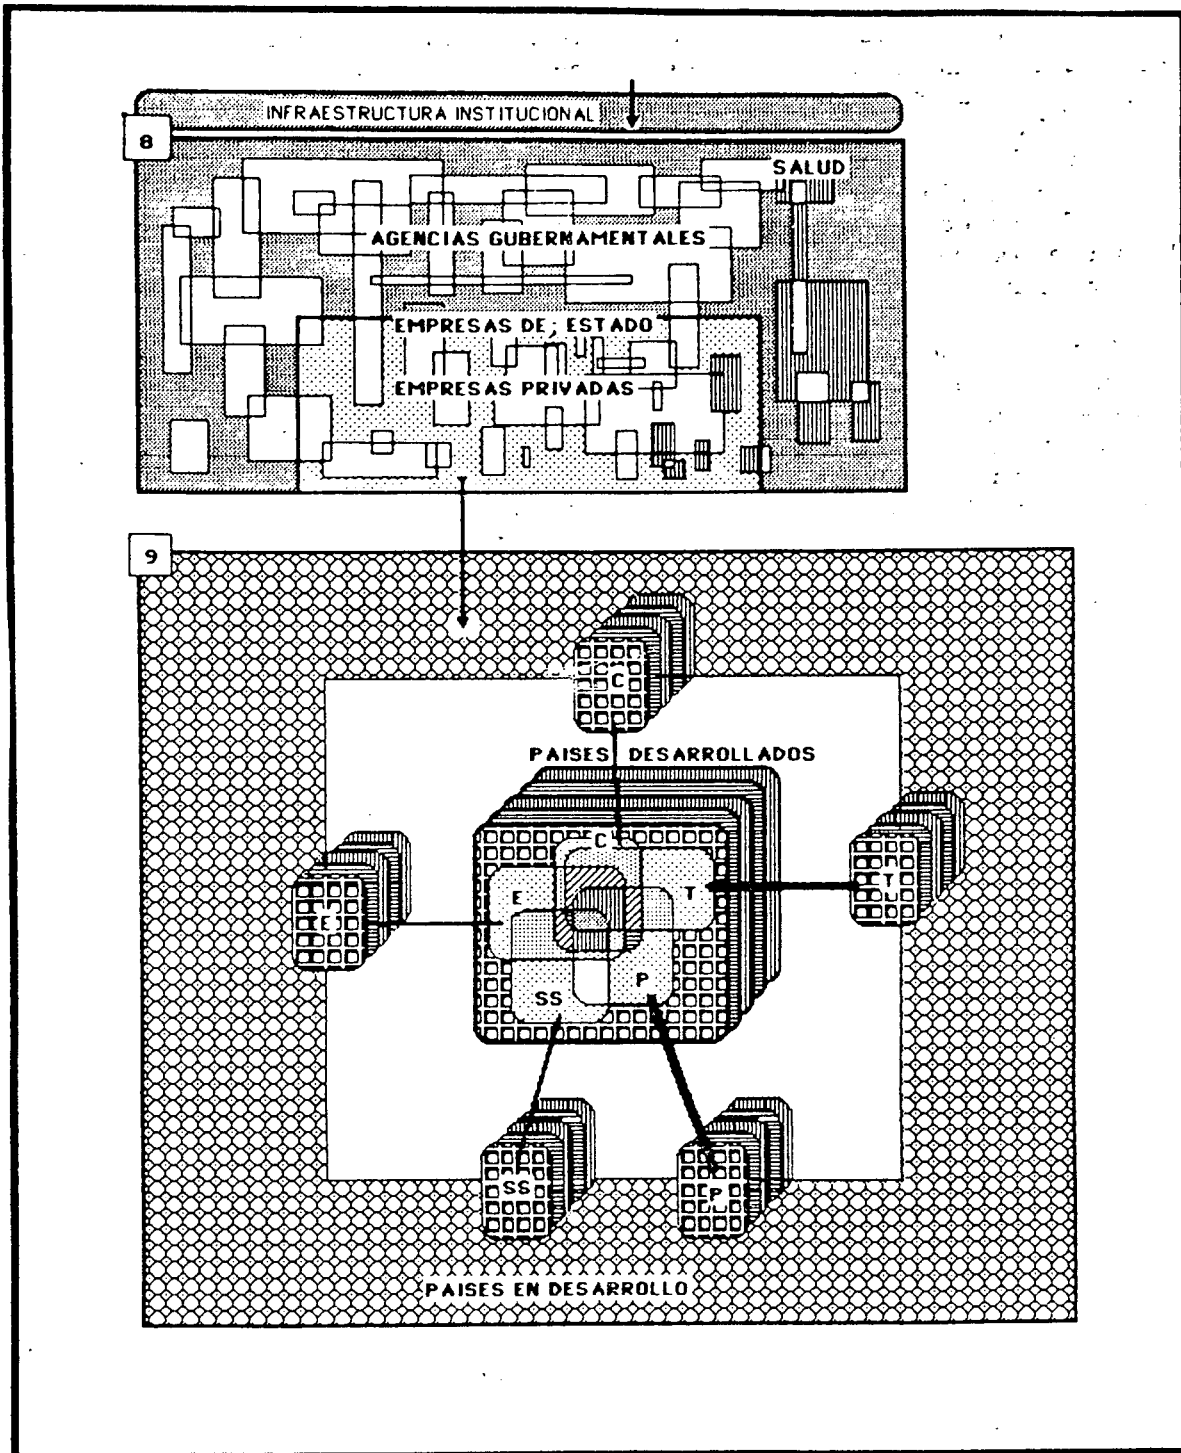 INFRAESTRUCTURA INSTITUCIONAL
8
SALUD
AGENCIAS GUBERNAMENTALES
EMPRESAS DE; ESTADO
EMPRESAS PRIVADAS
9
C
PAISES DESARROLLADOS
C
E
T
T
E
SS
P
SS
P
PAISES EN DESARROLLO